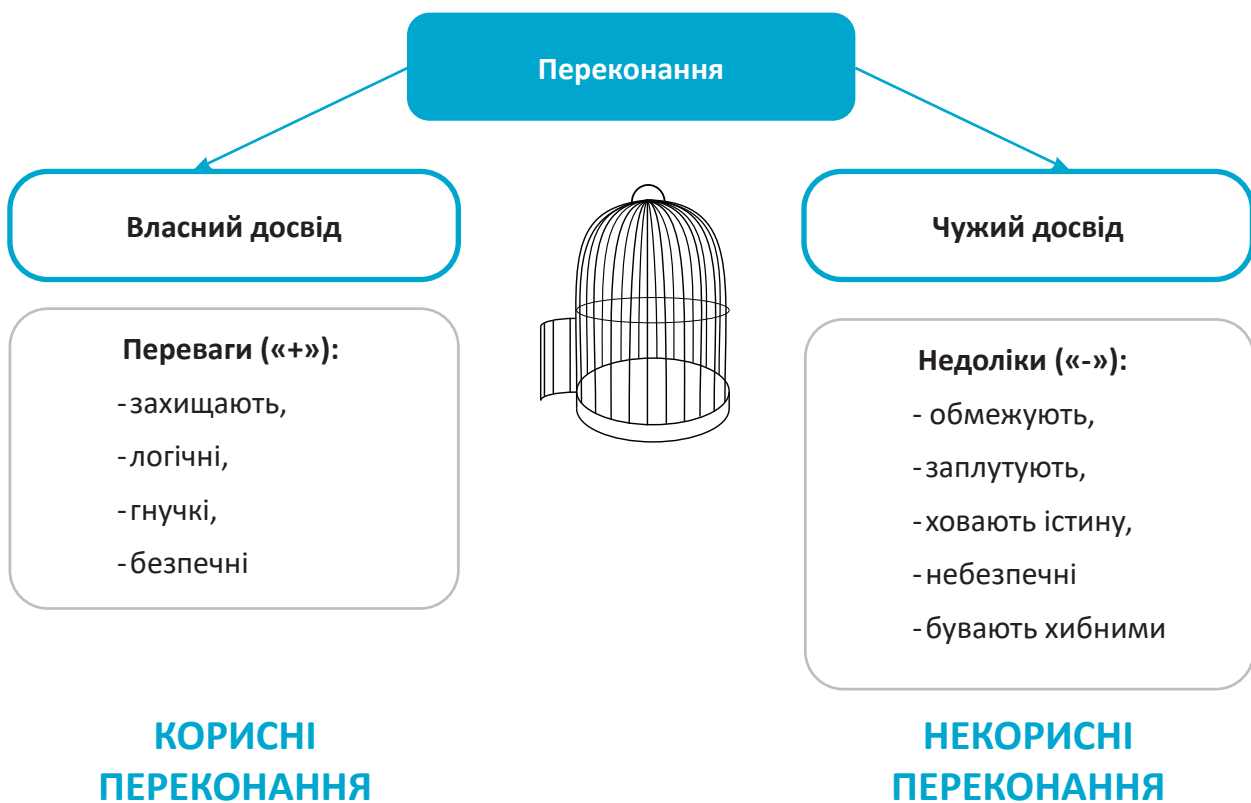 Переконання
Власний досвід
Переваги («+»):
-захищають,
-логічні,
-гнучкі,
-безпечні
КОРИСНІ
ПЕРЕКОНАННЯ
Чужий досвід
Недоліки («-»):
- обмежують,
-заплутують,
-ховають істину,
-небезпечні
-бувають хибними
НЕКОРИСНІ
ПЕРЕКОНАННЯ